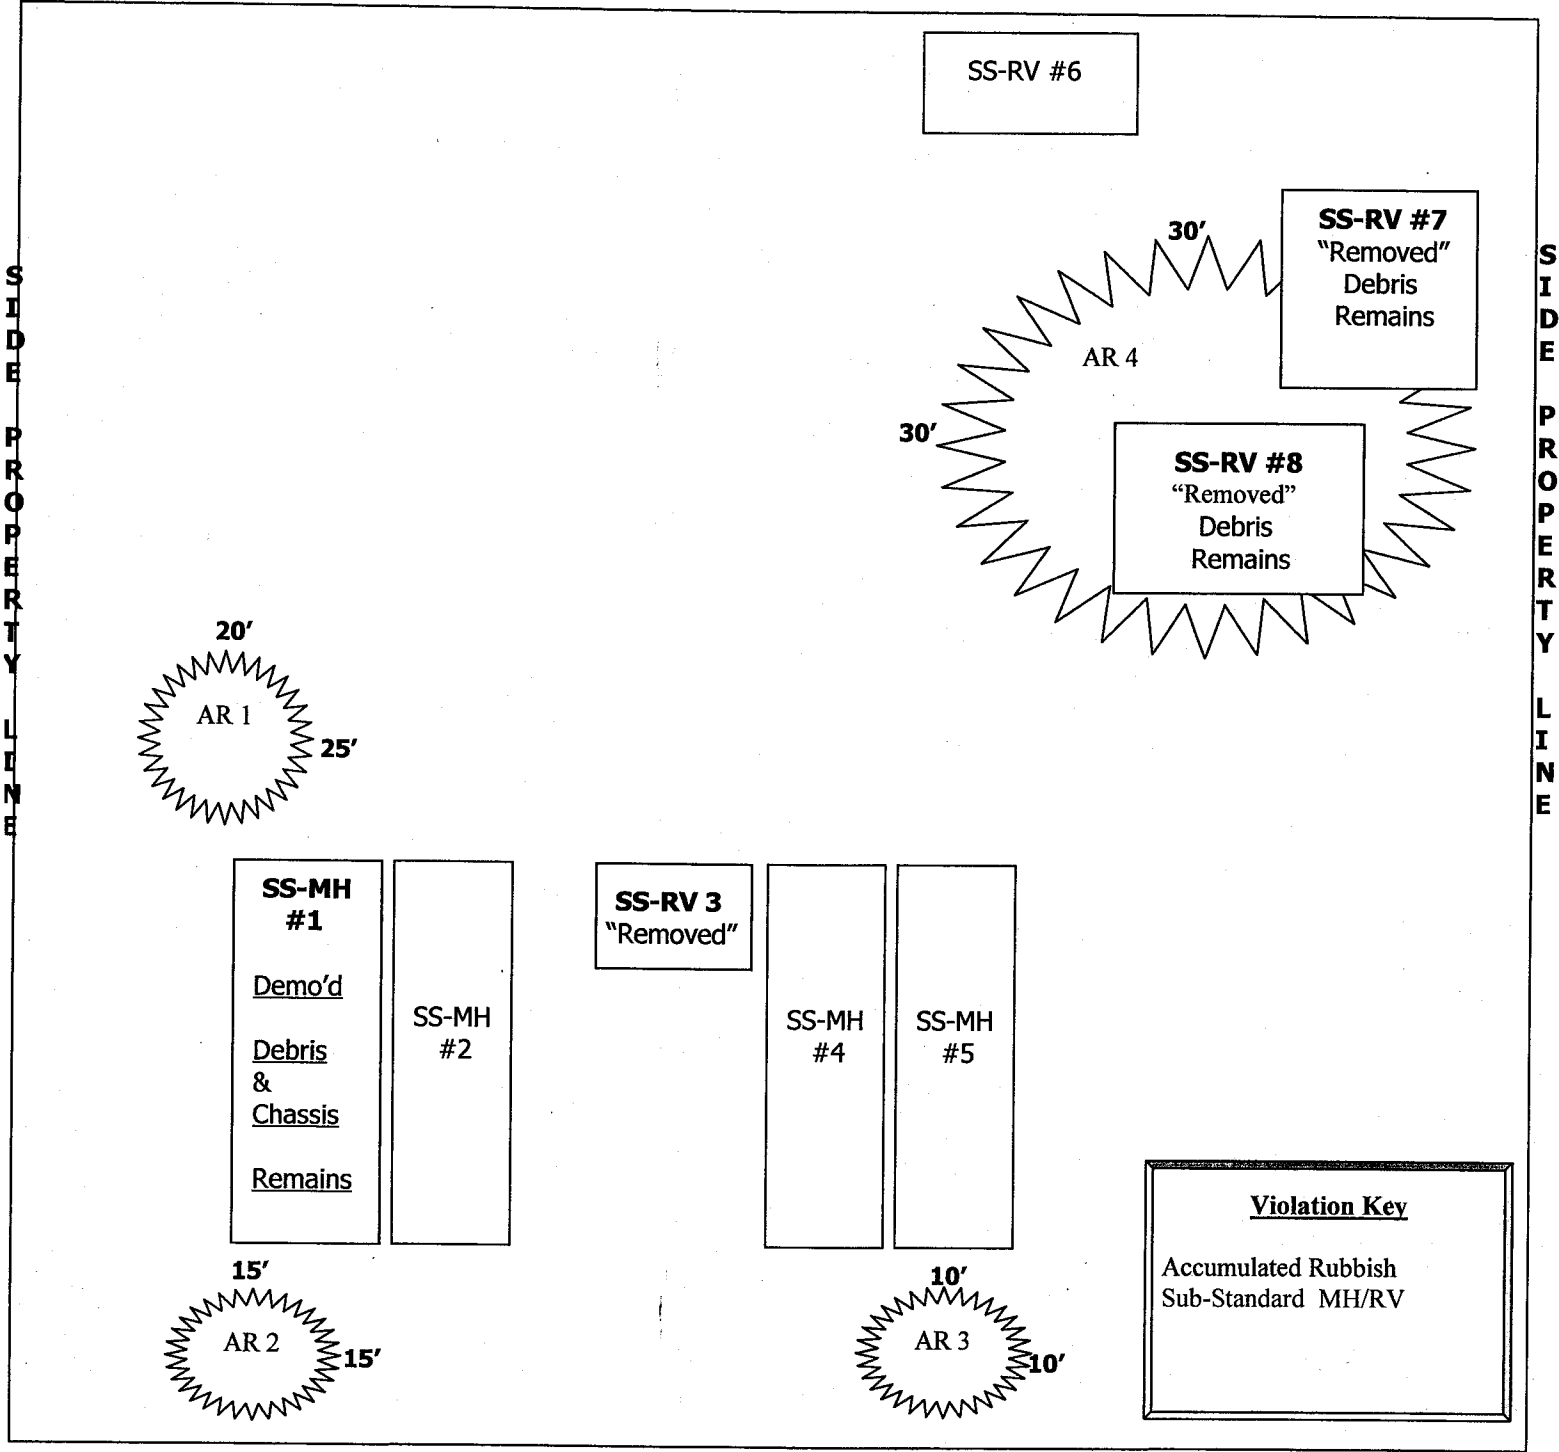 SS-RV #6
SIDE PROPERTY LINE
SIDE PROPERTY LINE
30’
SS-RV #7
“Removed”
Debris
Remains
AR 4
30’
SS-RV #8
“Removed”
Debris
Remains
20’
AR 1
25’
SS-MH
#1
Demo’d
Debris
&
Chassis
Remains
SS-MH
#2
SS-RV 3
“Removed”
SS-MH
#4
SS-MH
#5
15’
AR 2
15’
10’
AR 3
10’
Violation Key
Accumulated Rubbish
Sub-Standard MH/RV